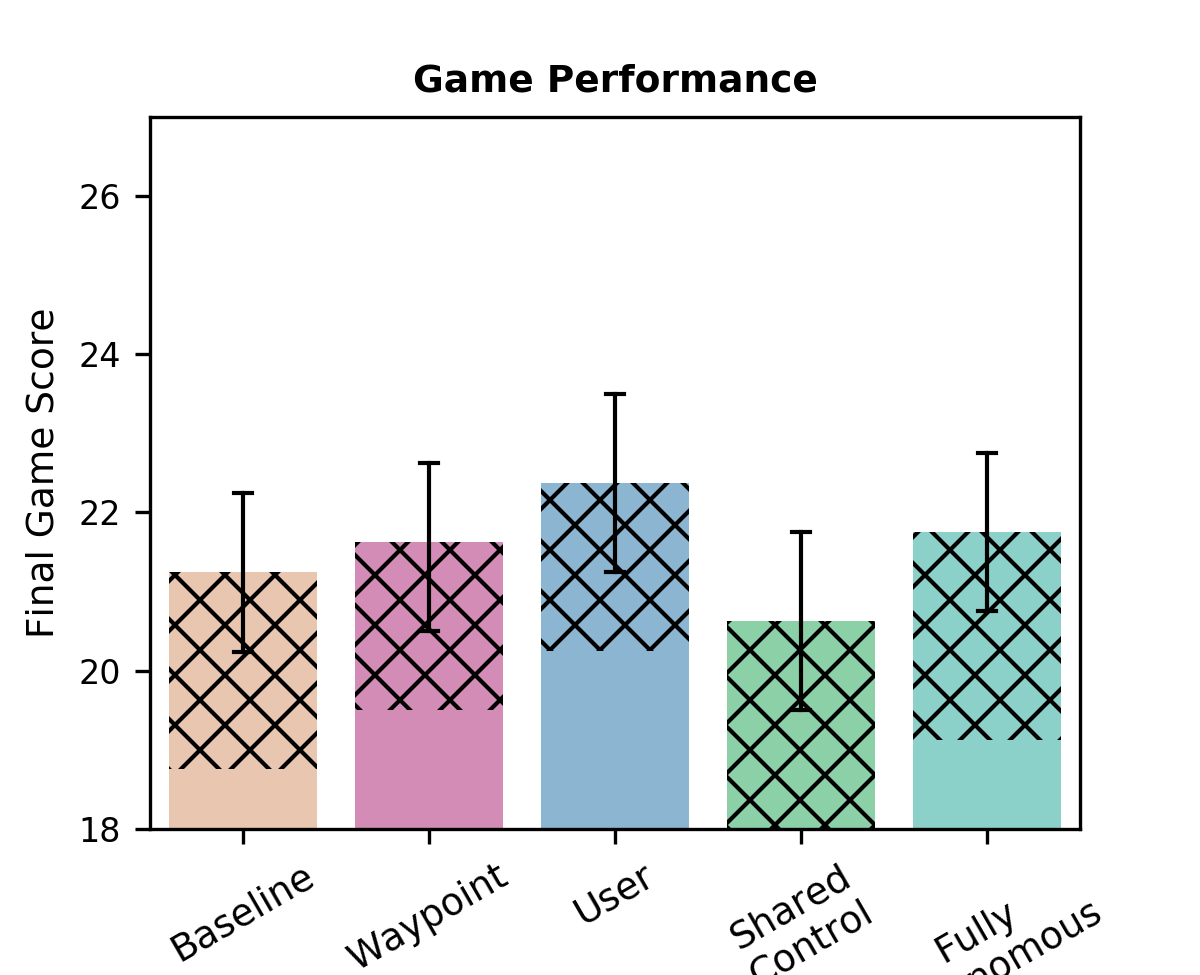 Game Performance
Final Game Score
26
24
22
20
18
Baseline
Waypoint
User
Shared
Control
Fully